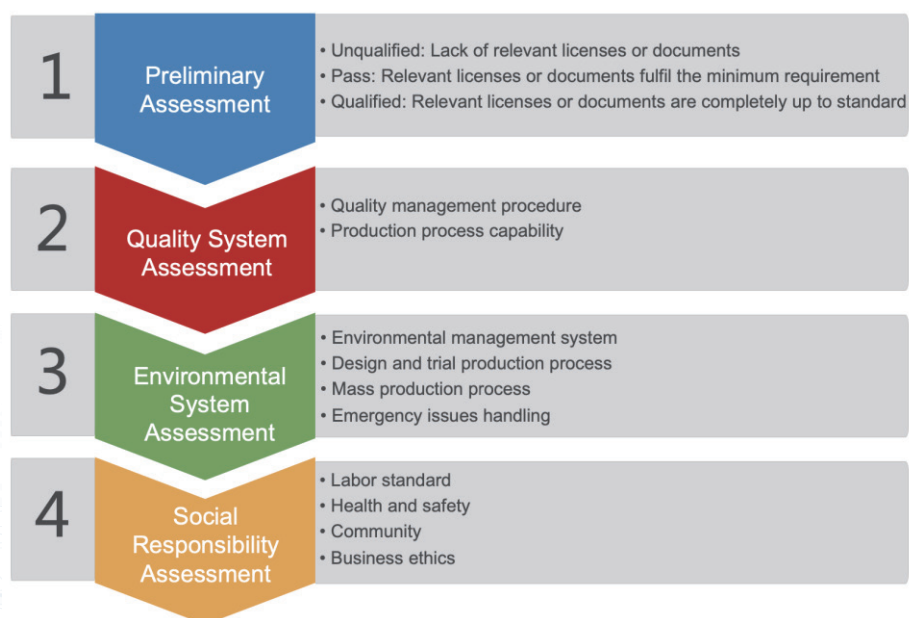 1
Preliminary
Assessment
• Unqualified: Lack of relevant licenses or documents
• Pass: Relevant licenses or documents fulfil the minimum requirement
• Qualified: Relevant licenses or documents are completely up to standard
2
Quality System
Assessment
• Quality management procedure
• Production process capability
3
Environmental
System
Assessment
• Environmental management system
• Design and trial production process
• Mass production process
• Emergency issues handling
4
Social
Responsibility
Assessment
• Labor standard
• Health and safety
• Community
• Business ethics